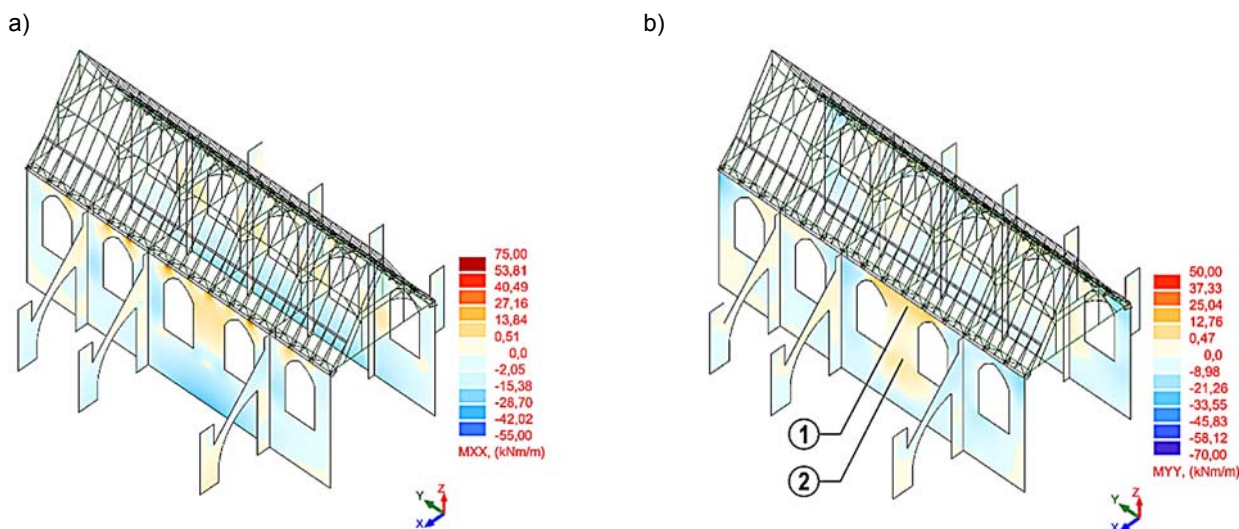 a)
75,00
53,81
40,49
27,16
13,84
0,51
0,0
-2,05
-15,38
-28,70
-42,02
-55,00
MXX, (kNm/m)
Z
Y
X
b)
1
2
50,00
37,33
25,04
12,76
0,47
0,0
-8,98
-21,26
-33,55
-45,83
-58,12
-70,00
MYY, (kNm/m)
Z
Y
X